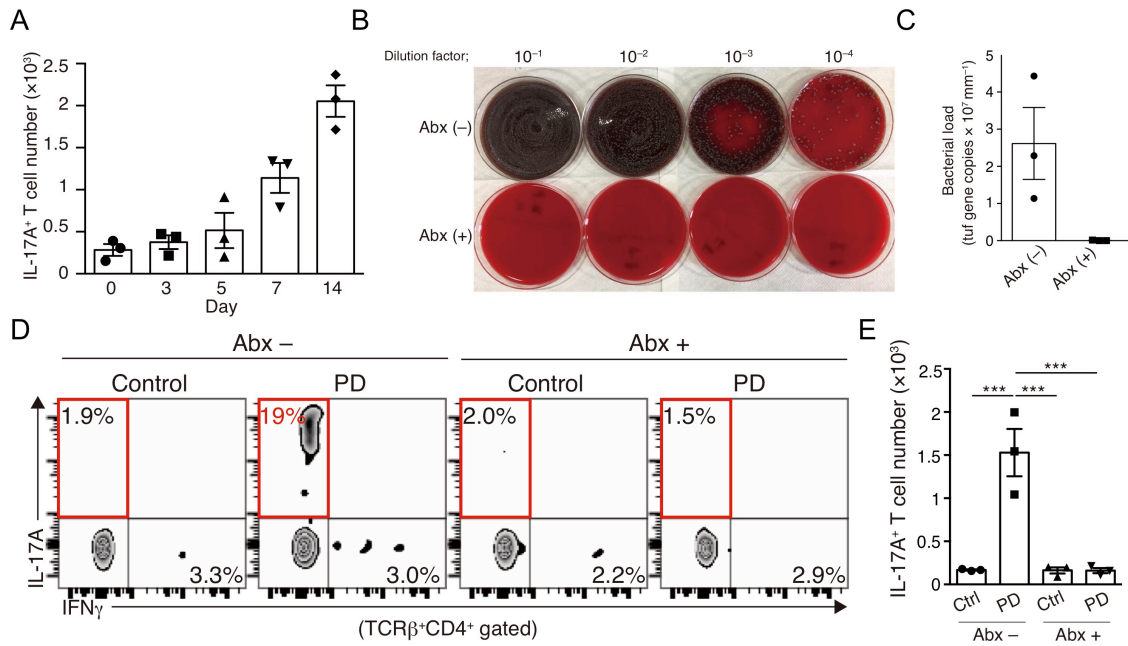 A
IL-17A⁺ T cell number (×10³)
2.5
2
1.5
1
0.5
0
0 3 5 7 14
Day
B
Dilution factor; 10⁻¹ 10⁻² 10⁻³ 10⁻⁴
Abx (–)
Abx (+)
C
Bacterial load
(tuf gene copies × 10⁷ mm⁻¹)
5
4
3
2
1
0
Abx (–) Abx (+)
D
Abx – Abx +
Control PD Control PD
1.9% 19% 2.0% 1.5%
3.3% 3.0% 2.2% 2.9%
IL-17A
IFNγ
(TCRβ⁺CD4⁺ gated)
E
IL-17A⁺ T cell number (×10³)
2.5
2
1.5
1
0.5
0
***
*** ***
Ctrl PD Ctrl PD
Abx – Abx +